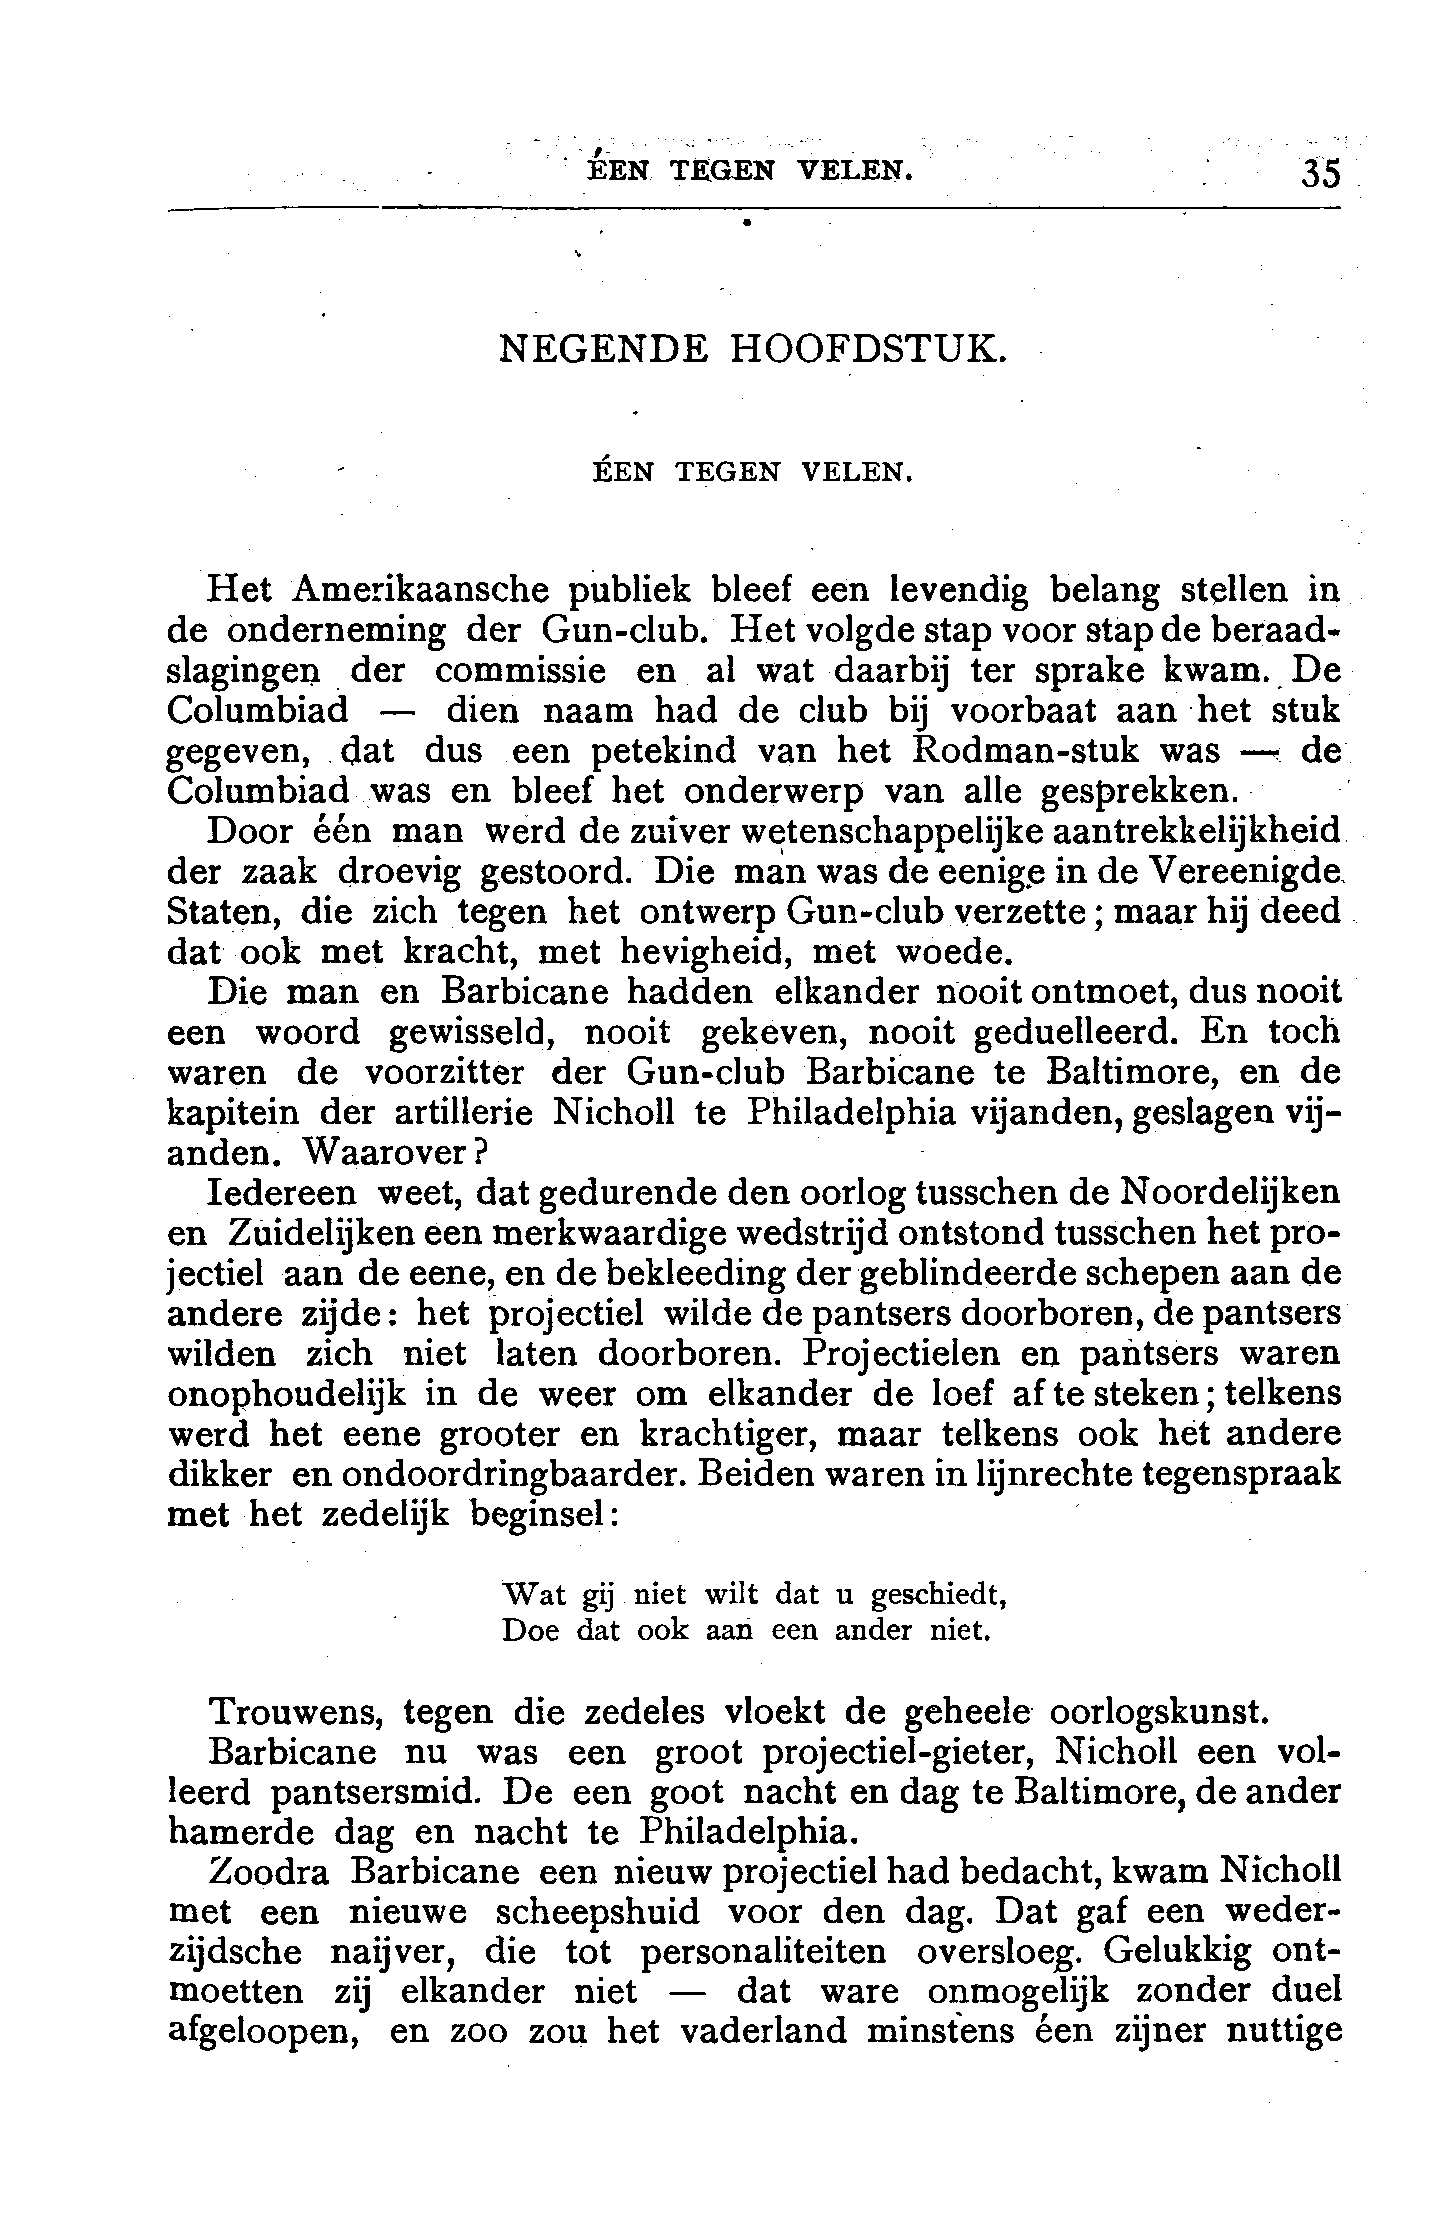 ÉEN TEGEN VELEN. 35
NEGENDE HOOFDSTUK.
ÉEN TEGEN VELEN.
Het Amerikaansche publiek bleef een levendig belang stellen in
de onderneming der Gun-club. Het volgde stap voor stap de beraad-
slagingen der commissie en al wat daarbij ter sprake kwam. De
Columbiad — dien naam had de club bij voorbaat aan het stuk
gegeven, dat dus een petekind van het Rodman-stuk was — de
Columbiad was en bleef het onderwerp van alle gesprekken.
Door één man werd de zuiver wetenschappelijke aantrekkelijkheid
der zaak droevig gestoord. Die man was de eenige in de Vereenigde
Staten, die zich tegen het ontwerp Gun-club verzette; maar hij deed
dat ook met kracht, met hevigheid, met woede.
Die man en Barbicane hadden elkander nooit ontmoet, dus nooit
een woord gewisseld, nooit gekeven, nooit geduelleerd. En toch
waren de voorzitter der Gun-club Barbicane te Baltimore, en de
kapitein der artillerie Nicholl te Philadelphia vijanden, geslagen vij-
anden. Waarover?
Iedereen weet, dat gedurende den oorlog tusschen de Noordelijken
en Zuidelijken een merkwaardige wedstrijd ontstond tusschen het pro-
jectiel aan de eene, en de bekleeding der geblindeerde schepen aan de
andere zijde: het projectiel wilde de pantsers doorboren, de pantsers
wilden zich niet laten doorboren. Projectielen en pantsers waren
onophoudelijk in de weer om elkander de loef af te steken; telkens
werd het eene grooter en krachtiger, maar telkens ook het andere
dikker en ondoordringbaarder. Beiden waren in lijnrechte tegenspraak
met het zedelijk beginsel:
Wat gij niet wilt dat u geschiedt,
Doe dat ook aan een ander niet.
Trouwens, tegen die zedeles vloekt de geheele oorlogskunst.
Barbicane nu was een groot projectiel-gieter, Nicholl een vol-
leerd pantsersmid. De een goot nacht en dag te Baltimore, de ander
hamerde dag en nacht te Philadelphia.
Zoodra Barbicane een nieuw projectiel had bedacht, kwam Nicholl
met een nieuwe scheepshuid voor den dag. Dat gaf een weder-
zijdsche naijver, die tot personaliteiten oversloeg. Gelukkig ont-
moetten zij elkander niet — dat ware onmogelijk zonder duel
afgeloopen, en zoo zou het vaderland minstens éen zijner nuttige